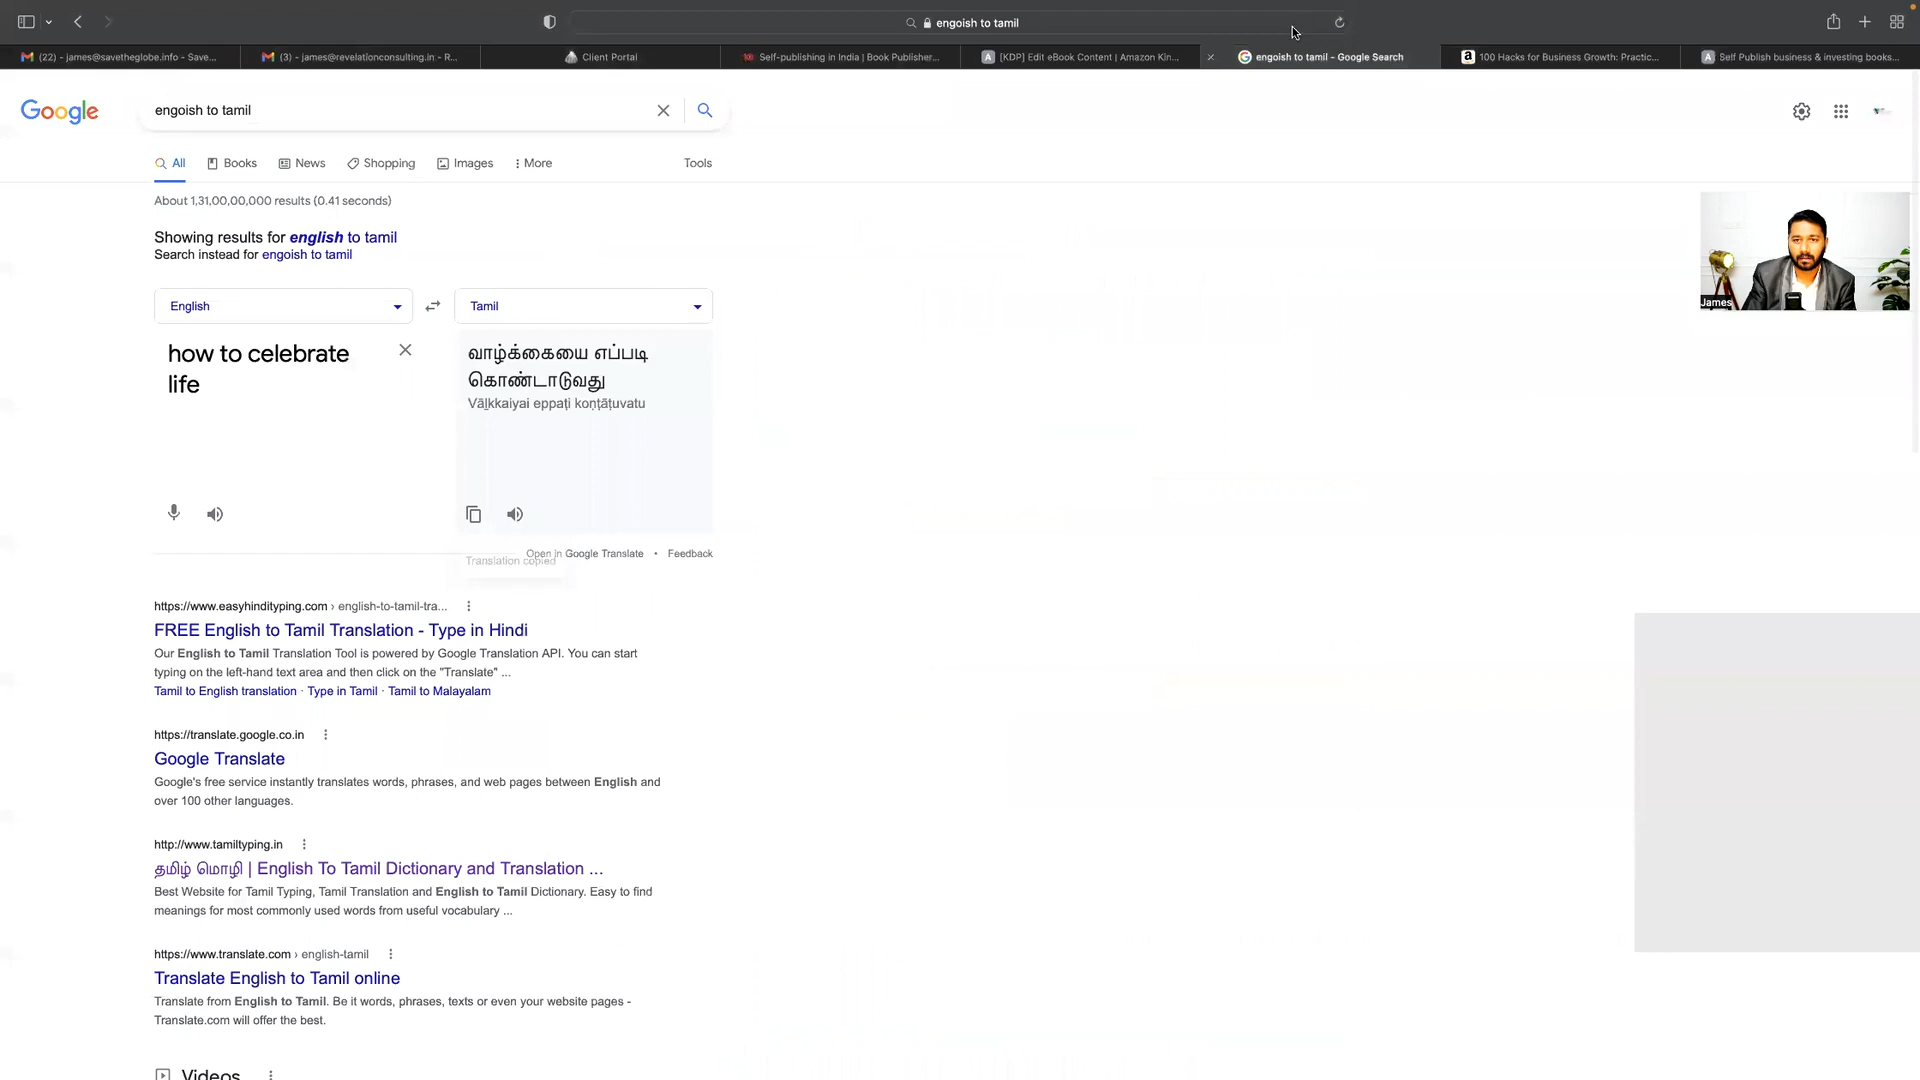 engoish to tamil
(22) - james@savetheglobe.info - Save...
(3) - james@revelationconsulting.in - R...
Client Portal
Self-publishing in India | Book Publisher...
[KDP] Edit eBook Content | Amazon Kin...
engoish to tamil - Google Search
100 Hacks for Business Growth: Practic...
Self Publish business & investing books...
Google
engoish to tamil
All
Books
News
Shopping
Images
More
Tools
About 1,31,00,00,000 results (0.41 seconds)
Showing results for english to tamil
Search instead for engoish to tamil
English
Tamil
how to celebrate
life
வாழ்க்கையை எப்படி
கொண்டாடுவது
Vāḻkkaiyai eppaṭi koṇṭāṭuvatu
James
Open in Google Translate • Feedback
Translation copied
https://www.easyhindityping.com › english-to-tamil-tra...
FREE English to Tamil Translation - Type in Hindi
Our English to Tamil Translation Tool is powered by Google Translation API. You can start
typing on the left-hand text area and then click on the "Translate" ...
Tamil to English translation · Type in Tamil · Tamil to Malayalam
https://translate.google.co.in
Google Translate
Google's free service instantly translates words, phrases, and web pages between English and
over 100 other languages.
http://www.tamiltyping.in
தமிழ் மொழி | English To Tamil Dictionary and Translation ...
Best Website for Tamil Typing, Tamil Translation and English to Tamil Dictionary. Easy to find
meanings for most commonly used words from useful vocabulary ...
https://www.translate.com › english-tamil
Translate English to Tamil online
Translate from English to Tamil. Be it words, phrases, texts or even your website pages -
Translate.com will offer the best.
Videos